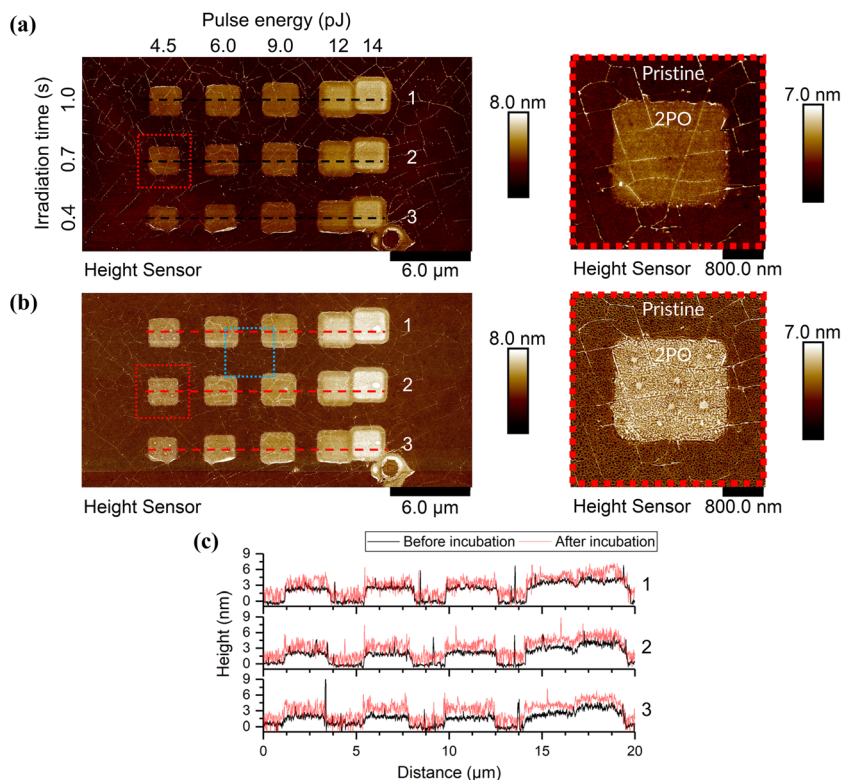 (a)
Pulse energy (pJ)
4.5 6.0 9.0 12 14
Irradiation time (s)
1.0
0.7
0.4
1
2
3
8.0 nm
Height Sensor
6.0 µm
Pristine
2PO
7.0 nm
Height Sensor
800.0 nm
(b)
1
2
3
8.0 nm
Height Sensor
6.0 µm
Pristine
2PO
7.0 nm
Height Sensor
800.0 nm
(c)
Before incubation After incubation
Height (nm)
9
6
3
0
1
9
6
3
0
2
9
6
3
0
3
0 5 10 15 20
Distance (µm)